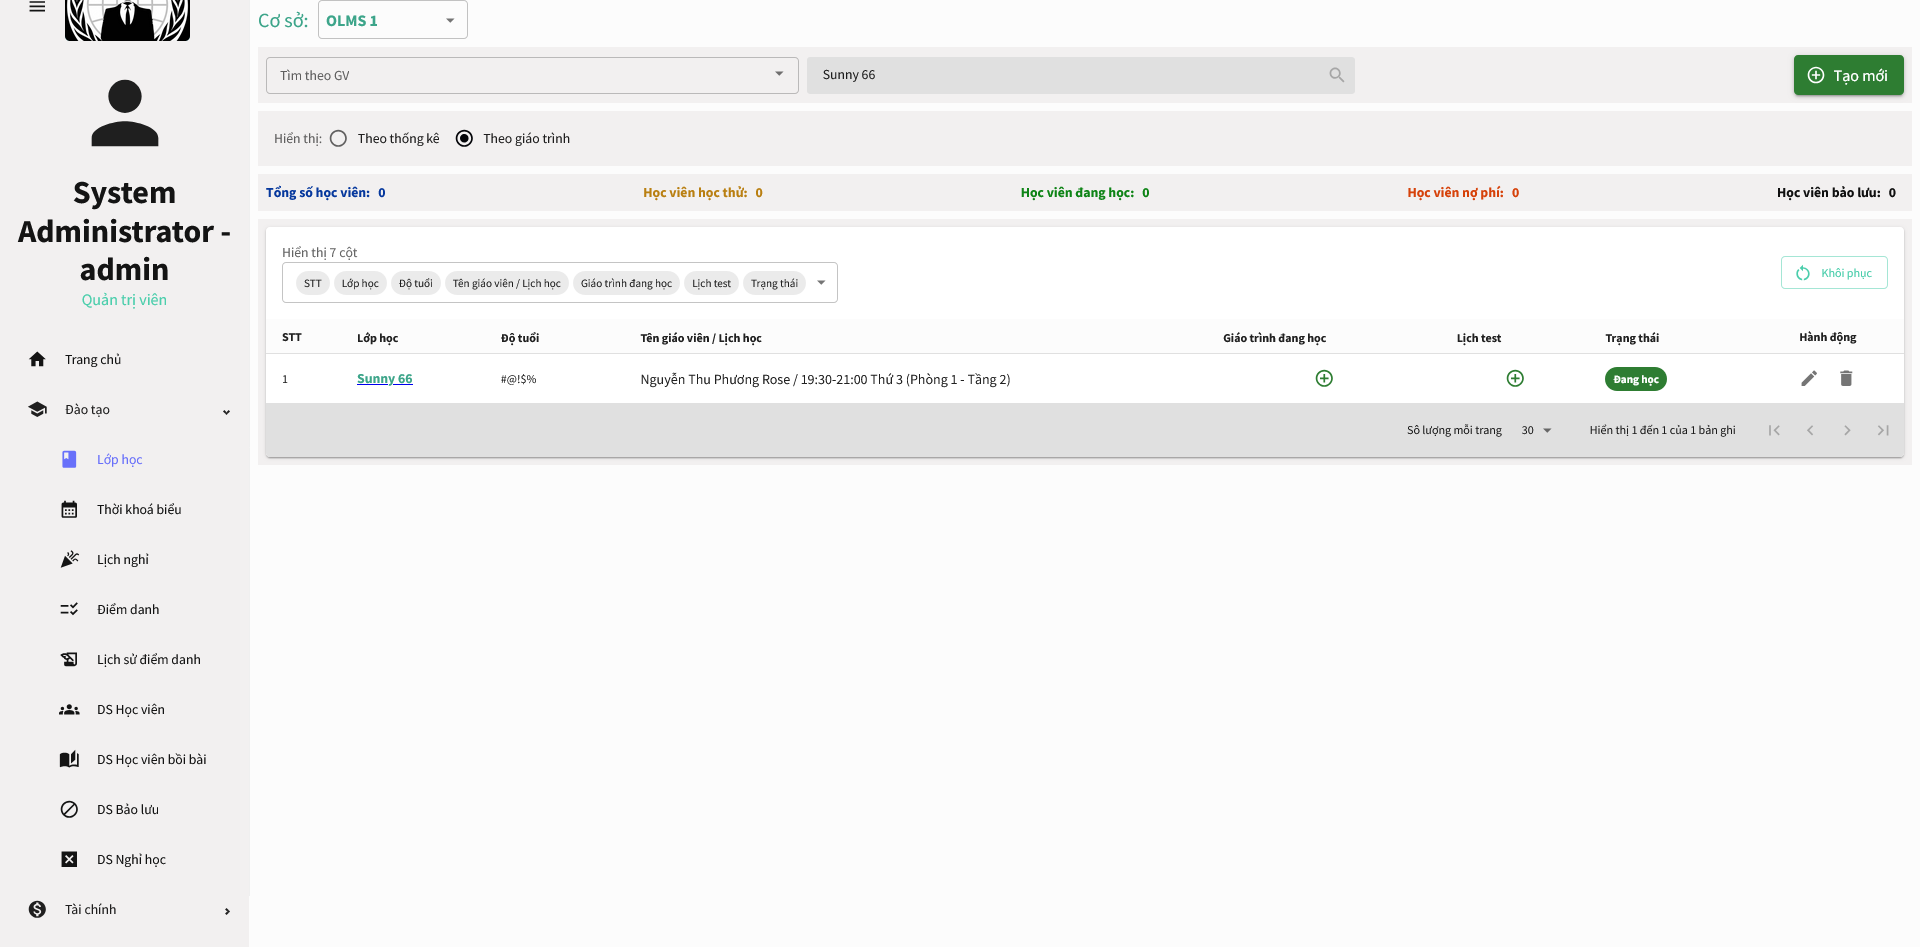 System
Administrator -
admin
Quản trị viên
Trang chủ
Đào tạo
Lớp học
Thời khoá biểu
Lịch nghỉ
Điểm danh
Lịch sử điểm danh
DS Học viên
DS Học viên bồi bài
DS Bảo lưu
DS Nghỉ học
Tài chính
Cơ sở: OLMS 1
Tìm theo GV Sunny 66 Tạo mới
Hiển thị: Theo thống kê Theo giáo trình
Tổng số học viên: 0 Học viên học thử: 0 Học viên đang học: 0 Học viên nợ phí: 0 Học viên bảo lưu: 0
Hiển thị 7 cột
STT Lớp học Độ tuổi Tên giáo viên / Lịch học Giáo trình đang học Lịch test Trạng thái Khôi phục
STT Lớp học Độ tuổi Tên giáo viên / Lịch học Giáo trình đang học Lịch test Trạng thái Hành động
1 Sunny 66 #@!$% Nguyễn Thu Phương Rose / 19:30-21:00 Thứ 3 (Phòng 1 - Tầng 2) Đang học
Số lượng mỗi trang 30 Hiển thị 1 đến 1 của 1 bản ghi